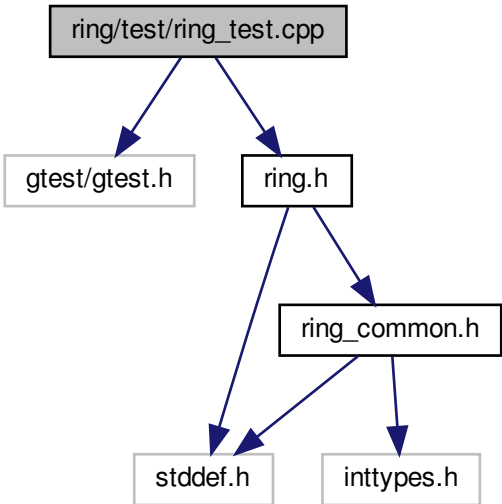 ring/test/ring_test.cpp
gtest/gtest.h
ring.h
ring_common.h
stddef.h
inttypes.h